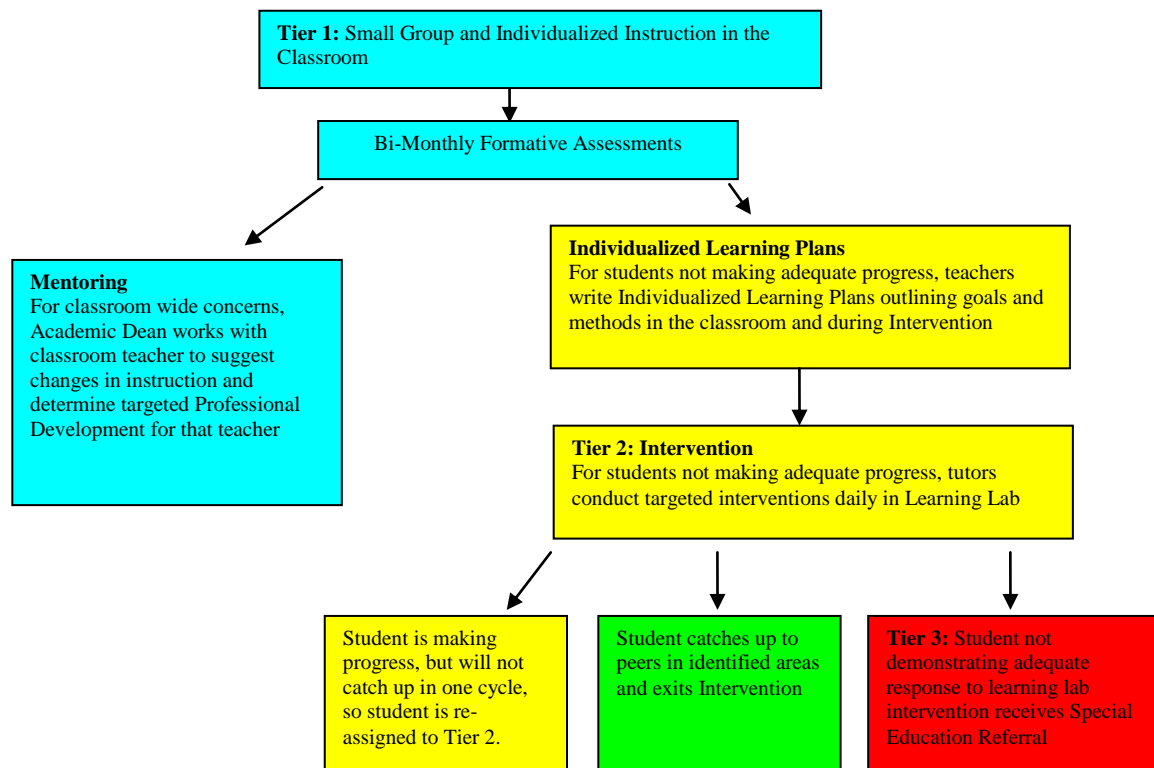 Tier 1: Small Group and Individualized Instruction in the
Classroom
Bi-Monthly Formative Assessments
Mentoring
For classroom wide concerns,
Academic Dean works with
classroom teacher to suggest
changes in instruction and
determine targeted Professional
Development for that teacher
Individualized Learning Plans
For students not making adequate progress, teachers
write Individualized Learning Plans outlining goals and
methods in the classroom and during Intervention
Tier 2: Intervention
For students not making adequate progress, tutors
conduct targeted interventions daily in Learning Lab
Student is making
progress, but will not
catch up in one cycle,
so student is re-
assigned to Tier 2.
Student catches up to
peers in identified areas
and exits Intervention
Tier 3: Student not
demonstrating adequate
response to learning lab
intervention receives Special
Education Referral